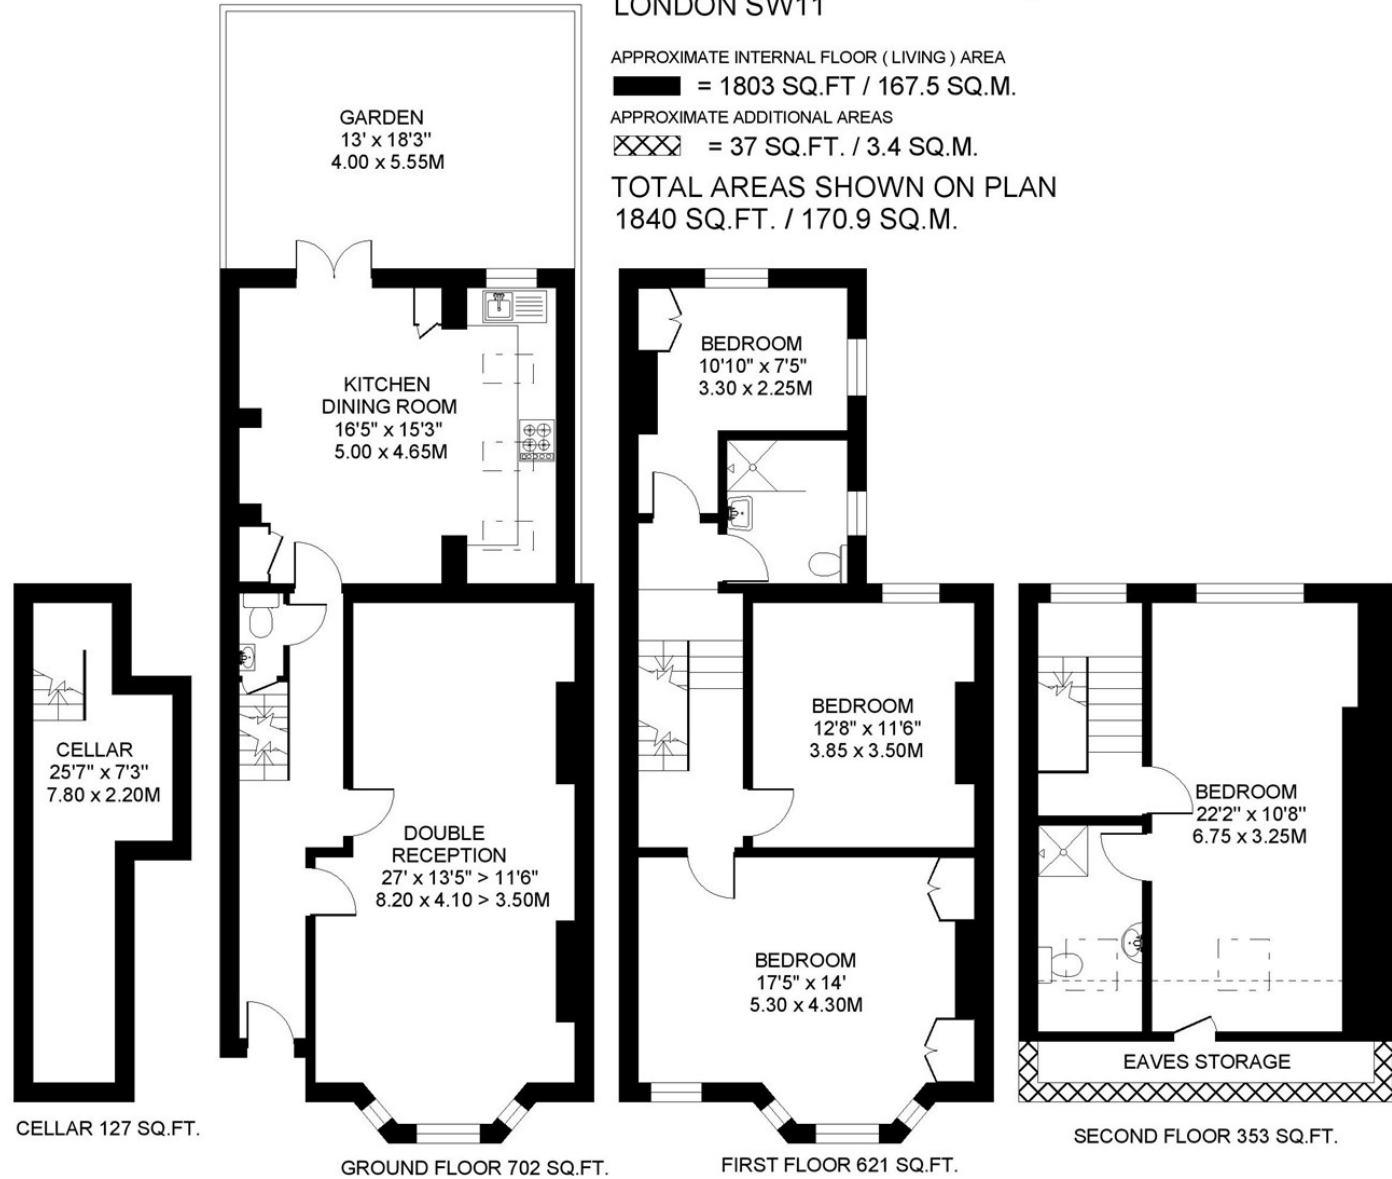 LONDON SW11
APPROXIMATE INTERNAL FLOOR ( LIVING ) AREA
= 1803 SQ.FT / 167.5 SQ.M.
APPROXIMATE ADDITIONAL AREAS
= 37 SQ.FT. / 3.4 SQ.M.
TOTAL AREAS SHOWN ON PLAN
1840 SQ.FT. / 170.9 SQ.M.
GARDEN
13' x 18'3"
4.00 x 5.55M
KITCHEN
DINING ROOM
16'5" x 15'3"
5.00 x 4.65M
BEDROOM
10'10" x 7'5"
3.30 x 2.25M
CELLAR
25'7" x 7'3"
7.80 x 2.20M
DOUBLE
RECEPTION
27' x 13'5" > 11'6"
8.20 x 4.10 > 3.50M
BEDROOM
12'8" x 11'6"
3.85 x 3.50M
BEDROOM
17'5" x 14'
5.30 x 4.30M
BEDROOM
22'2" x 10'8"
6.75 x 3.25M
EAVES STORAGE
CELLAR 127 SQ.FT.
GROUND FLOOR 702 SQ.FT.
FIRST FLOOR 621 SQ.FT.
SECOND FLOOR 353 SQ.FT.